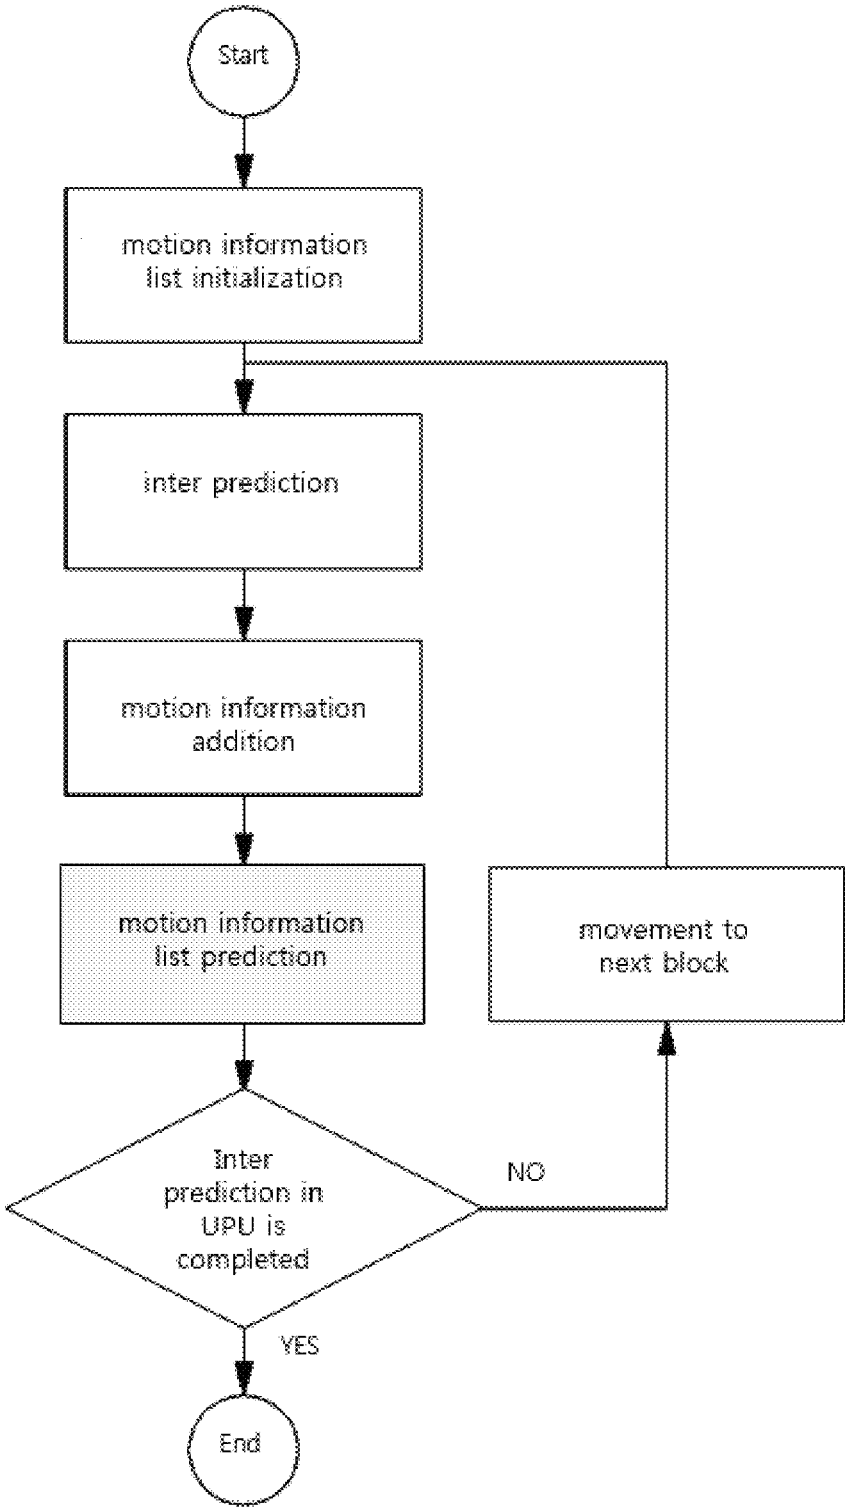 Start
motion information
list initialization
inter prediction
motion information
addition
motion information
list prediction
movement to
next block
Inter
prediction in
UPU is
completed
NO
YES
End